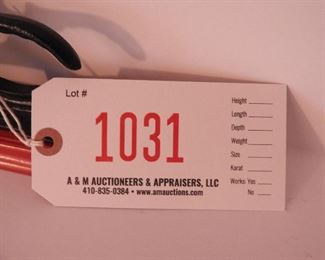 Lot #
1031
A & M AUCTIONEERS & APPRAISERS, LLC
410-835-0384 • www.amauctions.com
Height
Length
Depth
Weight
Size
Karat
Works Yes
No